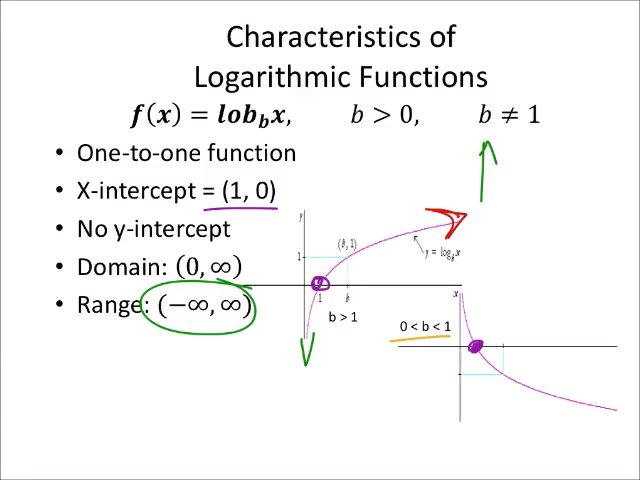 Characteristics of
Logarithmic Functions
f(x) = lob_b x, b > 0, b ≠ 1
• One-to-one function
• X-intercept = (1, 0)
• No y-intercept
• Domain: (0, ∞)
• Range: (−∞, ∞)
y
(b, 1)
1
y = log_b x
1 b x
b > 1
0 < b < 1